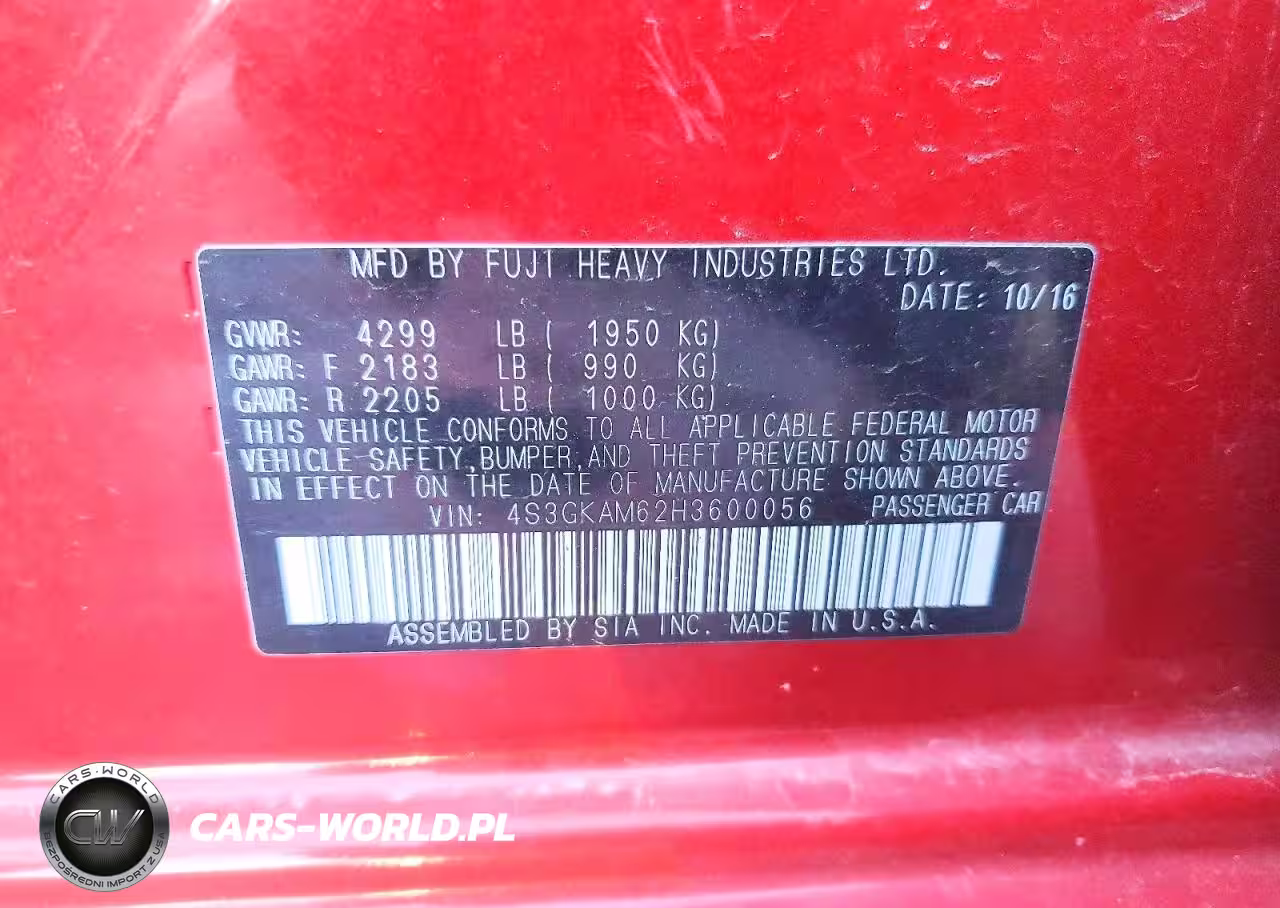 MFD BY FUJI HEAVY INDUSTRIES LTD.
DATE: 10/16
GVWR: 4299 LB ( 1950 KG)
GAWR: F 2183 LB ( 990 KG)
GAWR: R 2205 LB ( 1000 KG)
THIS VEHICLE CONFORMS TO ALL APPLICABLE FEDERAL MOTOR
VEHICLE SAFETY, BUMPER, AND THEFT PREVENTION STANDARDS
IN EFFECT ON THE DATE OF MANUFACTURE SHOWN ABOVE.
VIN: 4S3GKAM62H3600056 PASSENGER CAR
ASSEMBLED BY SIA INC. MADE IN U.S.A.
CARS-WORLD
CW
BEZPOŚREDNI IMPORT Z USA
CARS-WORLD.PL